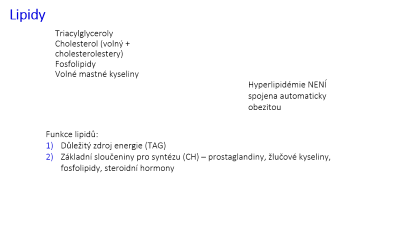 Lipidy
Triacylglyceroly
Cholesterol (volný +
cholesterolestery)
Fosfolipidy
Volné mastné kyseliny
Hyperlipidémie NENÍ
spojena automaticky
obezitou
Funkce lipidů:
1) Důležitý zdroj energie (TAG)
2) Základní sloučeniny pro syntézu (CH) – prostaglandiny, žlučové kyseliny,
fosfolipidy, steroidní hormony